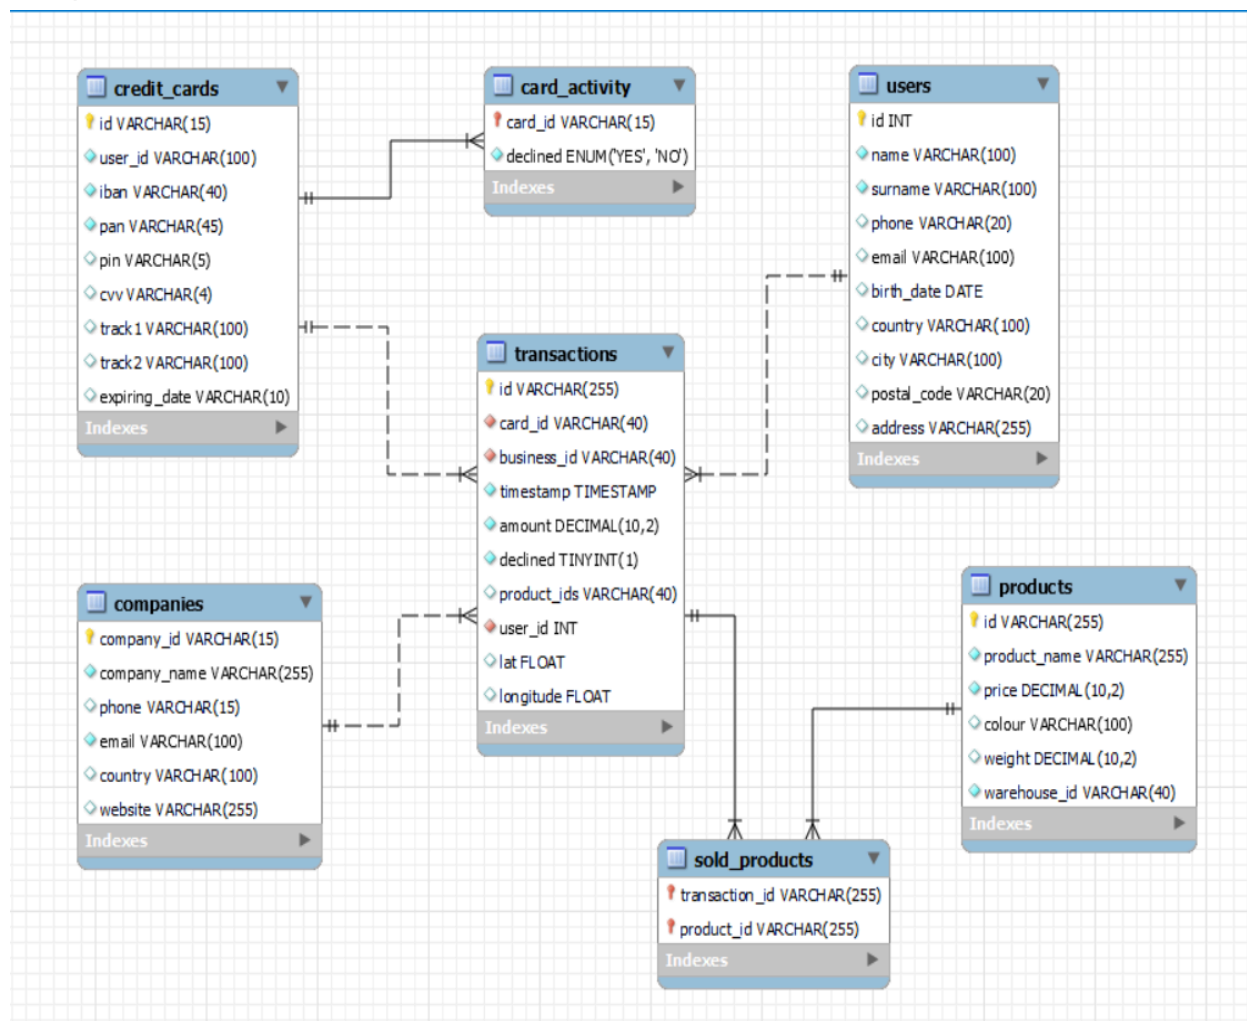 credit_cards
id VARCHAR(15)
user_id VARCHAR(100)
iban VARCHAR(40)
pan VARCHAR(45)
pin VARCHAR(5)
cvv VARCHAR(4)
track1 VARCHAR(100)
track2 VARCHAR(100)
expiring_date VARCHAR(10)
Indexes
card_activity
card_id VARCHAR(15)
declined ENUM('YES', 'NO')
Indexes
users
id INT
name VARCHAR(100)
surname VARCHAR(100)
phone VARCHAR(20)
email VARCHAR(100)
birth_date DATE
country VARCHAR(100)
city VARCHAR(100)
postal_code VARCHAR(20)
address VARCHAR(255)
Indexes
transactions
id VARCHAR(255)
card_id VARCHAR(40)
business_id VARCHAR(40)
timestamp TIMESTAMP
amount DECIMAL(10,2)
declined TINYINT(1)
product_ids VARCHAR(40)
user_id INT
lat FLOAT
longitude FLOAT
Indexes
companies
company_id VARCHAR(15)
company_name VARCHAR(255)
phone VARCHAR(15)
email VARCHAR(100)
country VARCHAR(100)
website VARCHAR(255)
Indexes
products
id VARCHAR(255)
product_name VARCHAR(255)
price DECIMAL(10,2)
colour VARCHAR(100)
weight DECIMAL(10,2)
warehouse_id VARCHAR(40)
Indexes
sold_products
transaction_id VARCHAR(255)
product_id VARCHAR(255)
Indexes